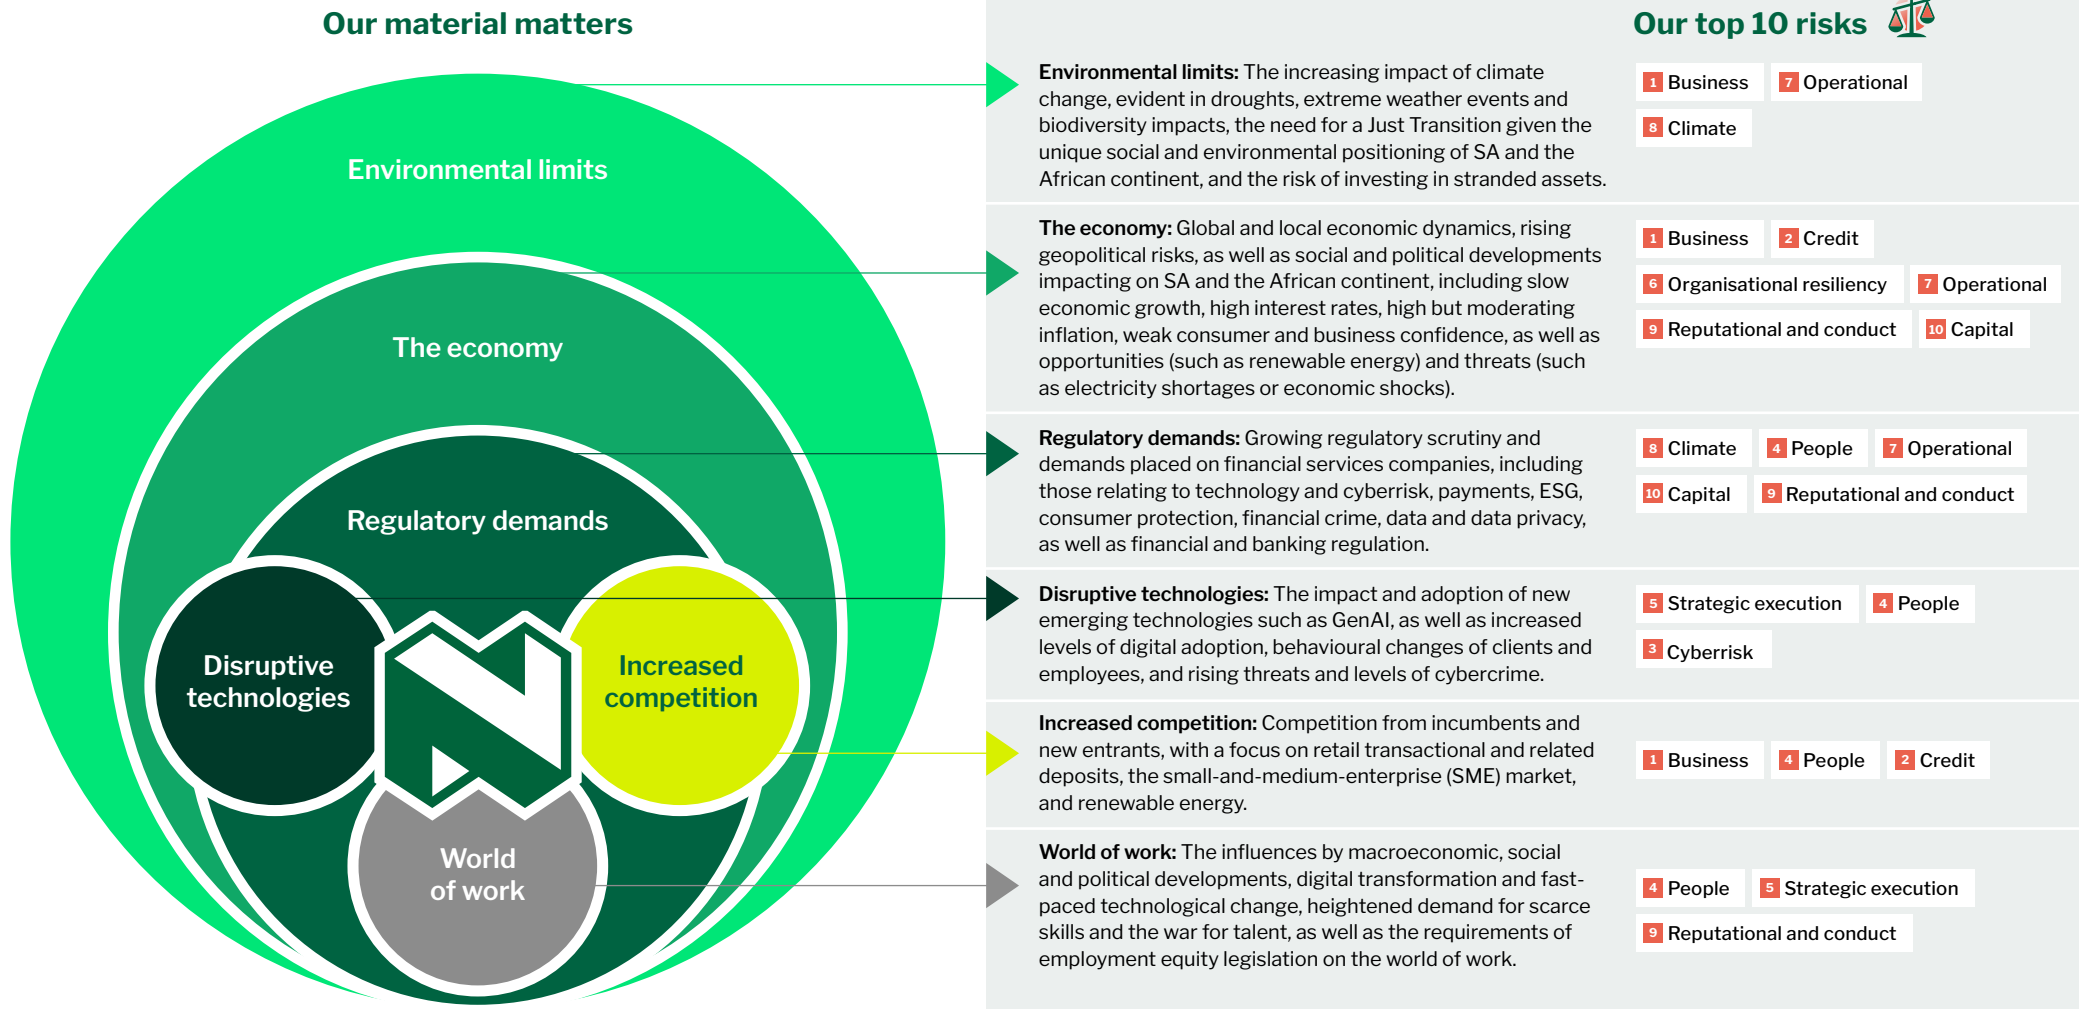 Our material matters
Environmental limits
The economy
Regulatory demands
Disruptive
technologies
Increased
competition
World
of work
Our top 10 risks
Environmental limits: The increasing impact of climate
change, evident in droughts, extreme weather events and
biodiversity impacts, the need for a Just Transition given the
unique social and environmental positioning of SA and the
African continent, and the risk of investing in stranded assets.
1 Business 7 Operational
8 Climate
The economy: Global and local economic dynamics, rising
geopolitical risks, as well as social and political developments
impacting on SA and the African continent, including slow
economic growth, high interest rates, high but moderating
inflation, weak consumer and business confidence, as well as
opportunities (such as renewable energy) and threats (such
as electricity shortages or economic shocks).
1 Business 2 Credit
6 Organisational resiliency 7 Operational
9 Reputational and conduct 10 Capital
Regulatory demands: Growing regulatory scrutiny and
demands placed on financial services companies, including
those relating to technology and cyberrisk, payments, ESG,
consumer protection, financial crime, data and data privacy,
as well as financial and banking regulation.
8 Climate 4 People 7 Operational
10 Capital 9 Reputational and conduct
Disruptive technologies: The impact and adoption of new
emerging technologies such as GenAI, as well as increased
levels of digital adoption, behavioural changes of clients and
employees, and rising threats and levels of cybercrime.
5 Strategic execution 4 People
3 Cyberrisk
Increased competition: Competition from incumbents and
new entrants, with a focus on retail transactional and related
deposits, the small-and-medium-enterprise (SME) market,
and renewable energy.
1 Business 4 People 2 Credit
World of work: The influences by macroeconomic, social
and political developments, digital transformation and fast-
paced technological change, heightened demand for scarce
skills and the war for talent, as well as the requirements of
employment equity legislation on the world of work.
4 People 5 Strategic execution
9 Reputational and conduct